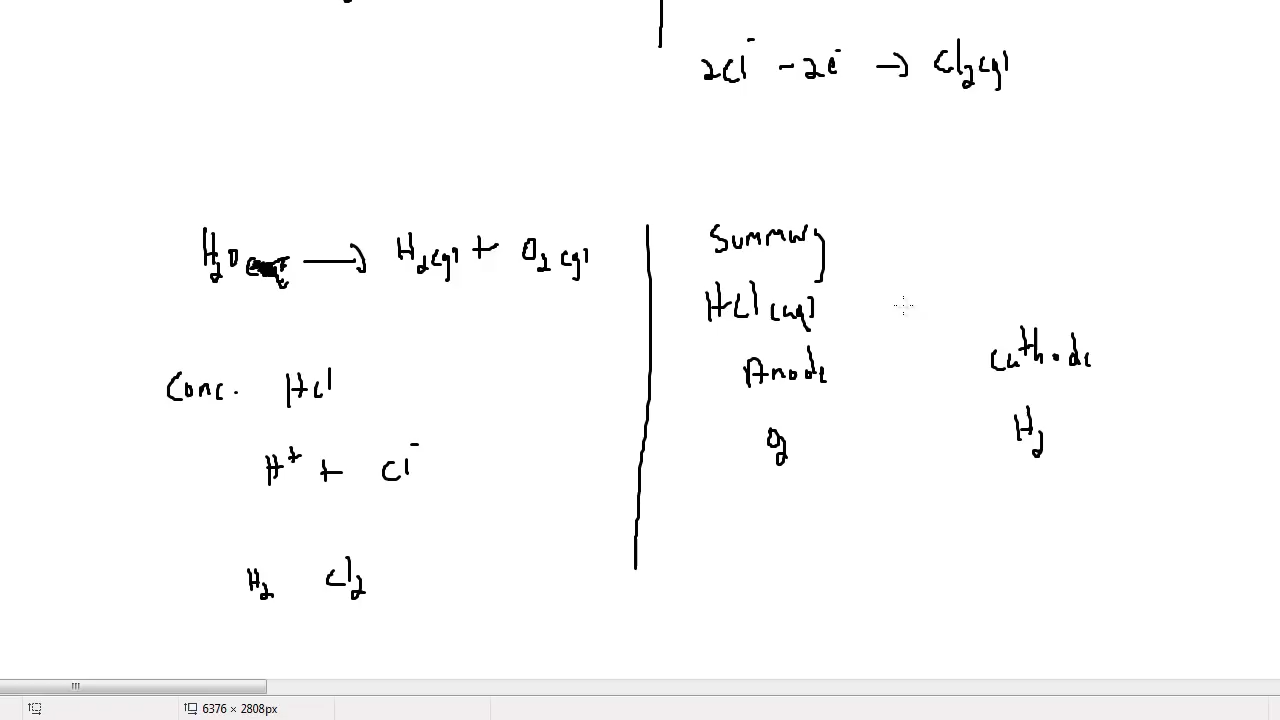 2Cl⁻ - 2e⁻ → Cl₂(g)
H₂O → H₂(g) + O₂(g)
Conc. HCl
H⁺ + Cl⁻
H₂ Cl₂
Summary
HCl(aq)
Anode Cathode
O₂ H₂
6376 × 2808px